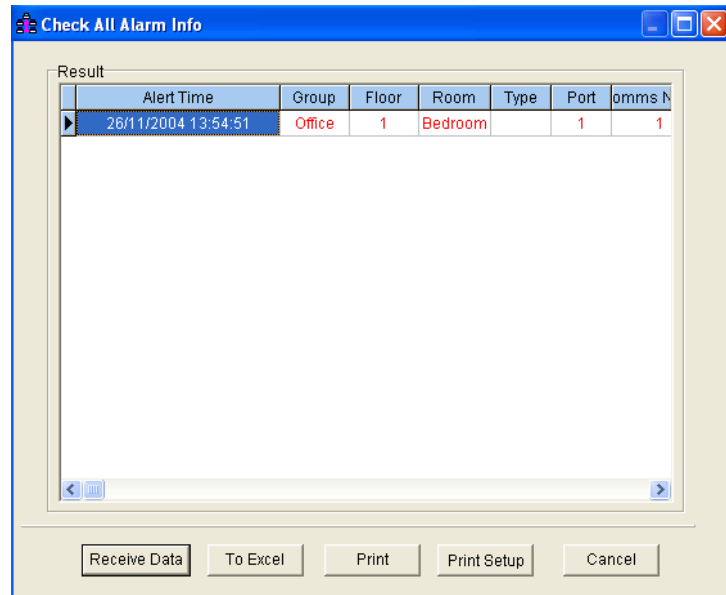 Check All Alarm Info
Result
Alert Time Group Floor Room Type Port omms N
26/11/2004 13:54:51 Office 1 Bedroom 1 1
Receive Data To Excel Print Print Setup Cancel